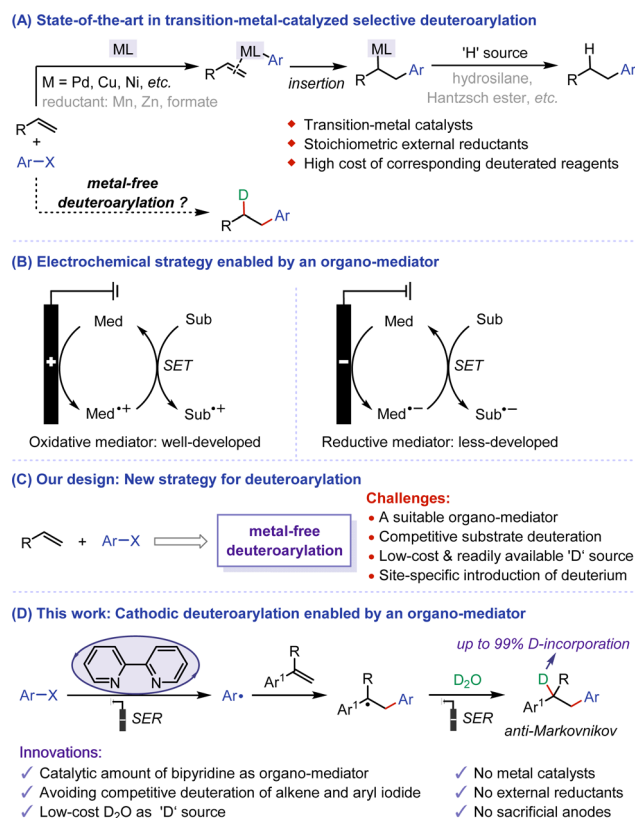 (A) State-of-the-art in transition-metal-catalyzed selective deuteroarylation
ML
M = Pd, Cu, Ni, etc.
reductant: Mn, Zn, formate
R
+
Ar–X
ML
Ar
R
insertion
ML
R
Ar
'H' source
hydrosilane,
Hantzsch ester, etc.
H
R
Ar
◆ Transition-metal catalysts
◆ Stoichiometric external reductants
◆ High cost of corresponding deuterated reagents
metal-free
deuteroarylation ?
D
R
Ar
(B) Electrochemical strategy enabled by an organo-mediator
+
Med
Sub
SET
Med•+
Sub•+
Oxidative mediator: well-developed
–
Med
Sub
SET
Med•–
Sub•–
Reductive mediator: less-developed
(C) Our design: New strategy for deuteroarylation
R
+ Ar–X
metal-free
deuteroarylation
Challenges:
• A suitable organo-mediator
• Competitive substrate deuteration
• Low-cost & readily available 'D' source
• Site-specific introduction of deuterium
(D) This work: Cathodic deuteroarylation enabled by an organo-mediator
up to 99% D-incorporation
Ar–X
N N
SER
Ar•
R
Ar1
R
Ar1
Ar
D2O
SER
D
R
Ar1
Ar
anti-Markovnikov
Innovations:
✓ Catalytic amount of bipyridine as organo-mediator
✓ Avoiding competitive deuteration of alkene and aryl iodide
✓ Low-cost D2O as 'D' source
✓ No metal catalysts
✓ No external reductants
✓ No sacrificial anodes